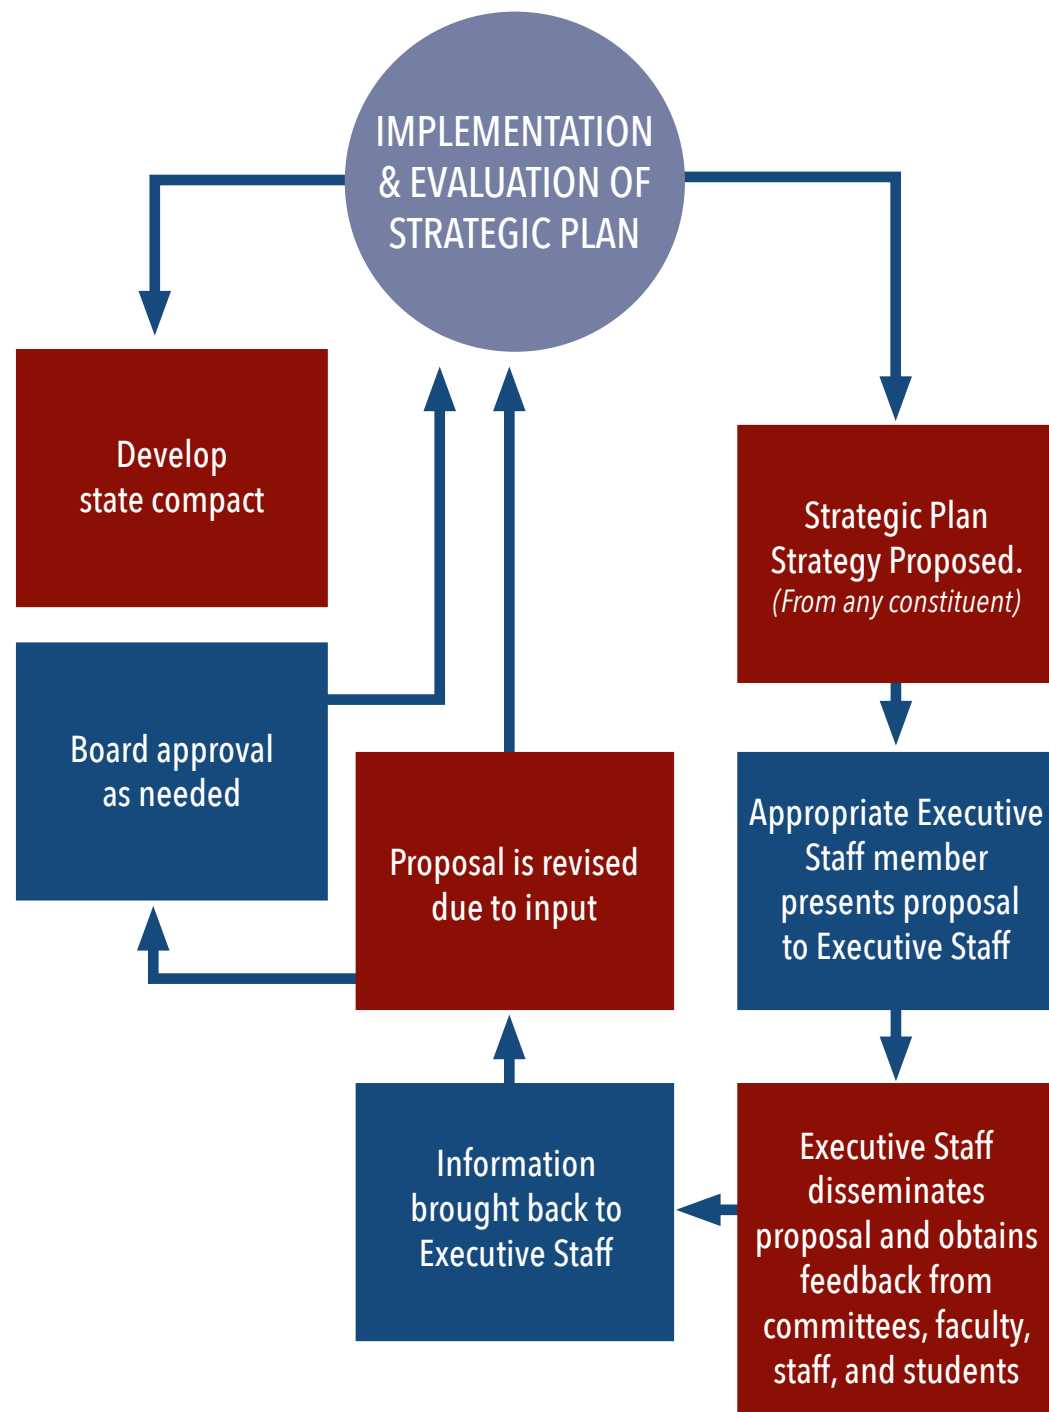 IMPLEMENTATION
& EVALUATION OF
STRATEGIC PLAN
Develop
state compact
Strategic Plan
Strategy Proposed.
(From any constituent)
Board approval
as needed
Proposal is revised
due to input
Appropriate Executive
Staff member
presents proposal
to Executive Staff
Information
brought back to
Executive Staff
Executive Staff
disseminates
proposal and obtains
feedback from
committees, faculty,
staff, and students